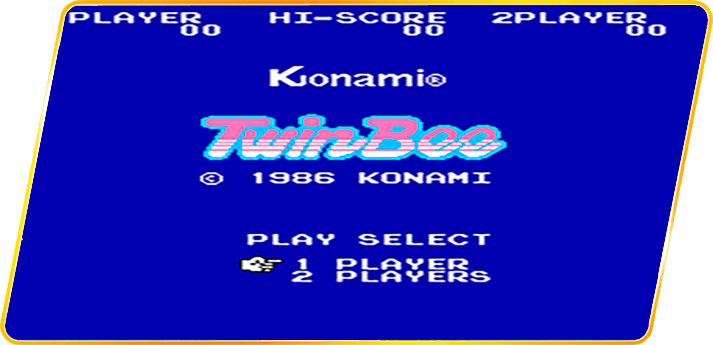 PLAYER HI-SCORE 2PLAYER
00 00 00
Konami®
TwinBee
© 1986 KONAMI
PLAY SELECT
1 PLAYER
2 PLAYERS